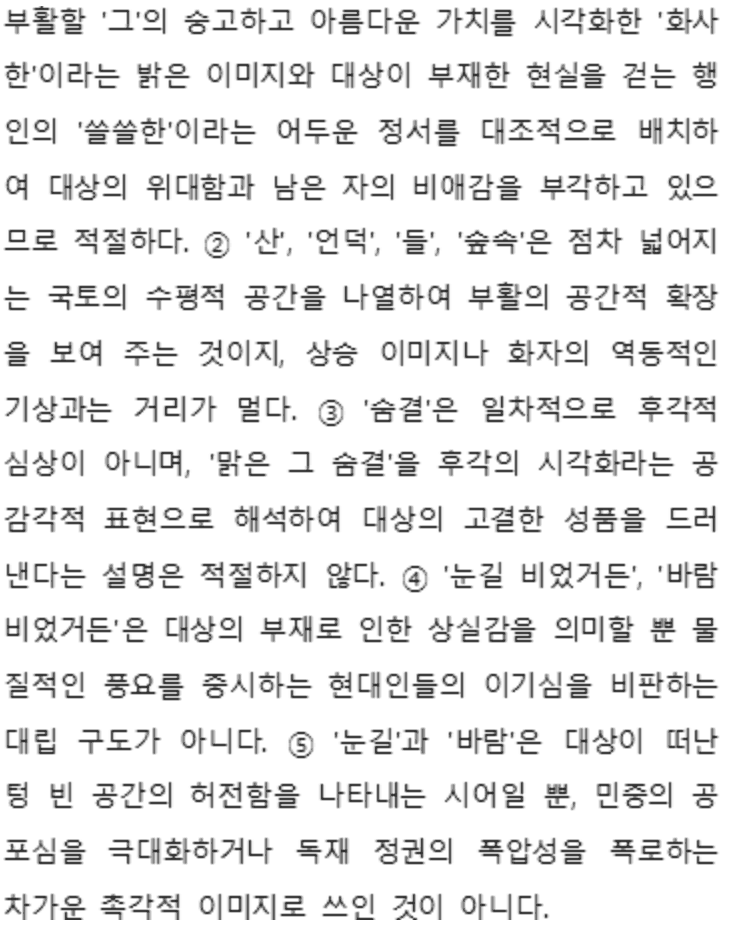 부활할 '그'의 숭고하고 아름다운 가치를 시각화한 '화사
한'이라는 밝은 이미지와 대상이 부재한 현실을 걷는 행
인의 '쓸쓸한'이라는 어두운 정서를 대조적으로 배치하
여 대상의 위대함과 남은 자의 비애감을 부각하고 있으
므로 적절하다. ② '산', '언덕', '들', '숲속'은 점차 넓어지
는 국토의 수평적 공간을 나열하여 부활의 공간적 확장
을 보여 주는 것이지, 상승 이미지나 화자의 역동적인
기상과는 거리가 멀다. ③ '숨결'은 일차적으로 후각적
심상이 아니며, '맑은 그 숨결'을 후각의 시각화라는 공
감각적 표현으로 해석하여 대상의 고결한 성품을 드러
낸다는 설명은 적절하지 않다. ④ '눈길 비었거든', '바람
비었거든'은 대상의 부재로 인한 상실감을 의미할 뿐 물
질적인 풍요를 중시하는 현대인들의 이기심을 비판하는
대립 구도가 아니다. ⑤ '눈길'과 '바람'은 대상이 떠난
텅 빈 공간의 허전함을 나타내는 시어일 뿐, 민중의 공
포심을 극대화하거나 독재 정권의 폭압성을 폭로하는
차가운 촉각적 이미지로 쓰인 것이 아니다.